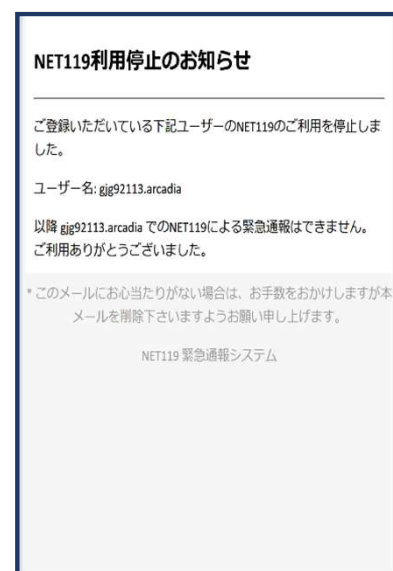 NET119利用停止のお知らせ
ご登録いただいている下記ユーザーのNET119のご利用を停止しま
した。
ユーザー名: gjg92113.arcadia
以降 gjg92113.arcadia でのNET119による緊急通報はできません。
ご利用ありがとうございました。
* このメールにお心当たりがない場合は、お手数をおかけしますが本
メールを削除下さいますようお願い申し上げます。
NET119 緊急通報システム